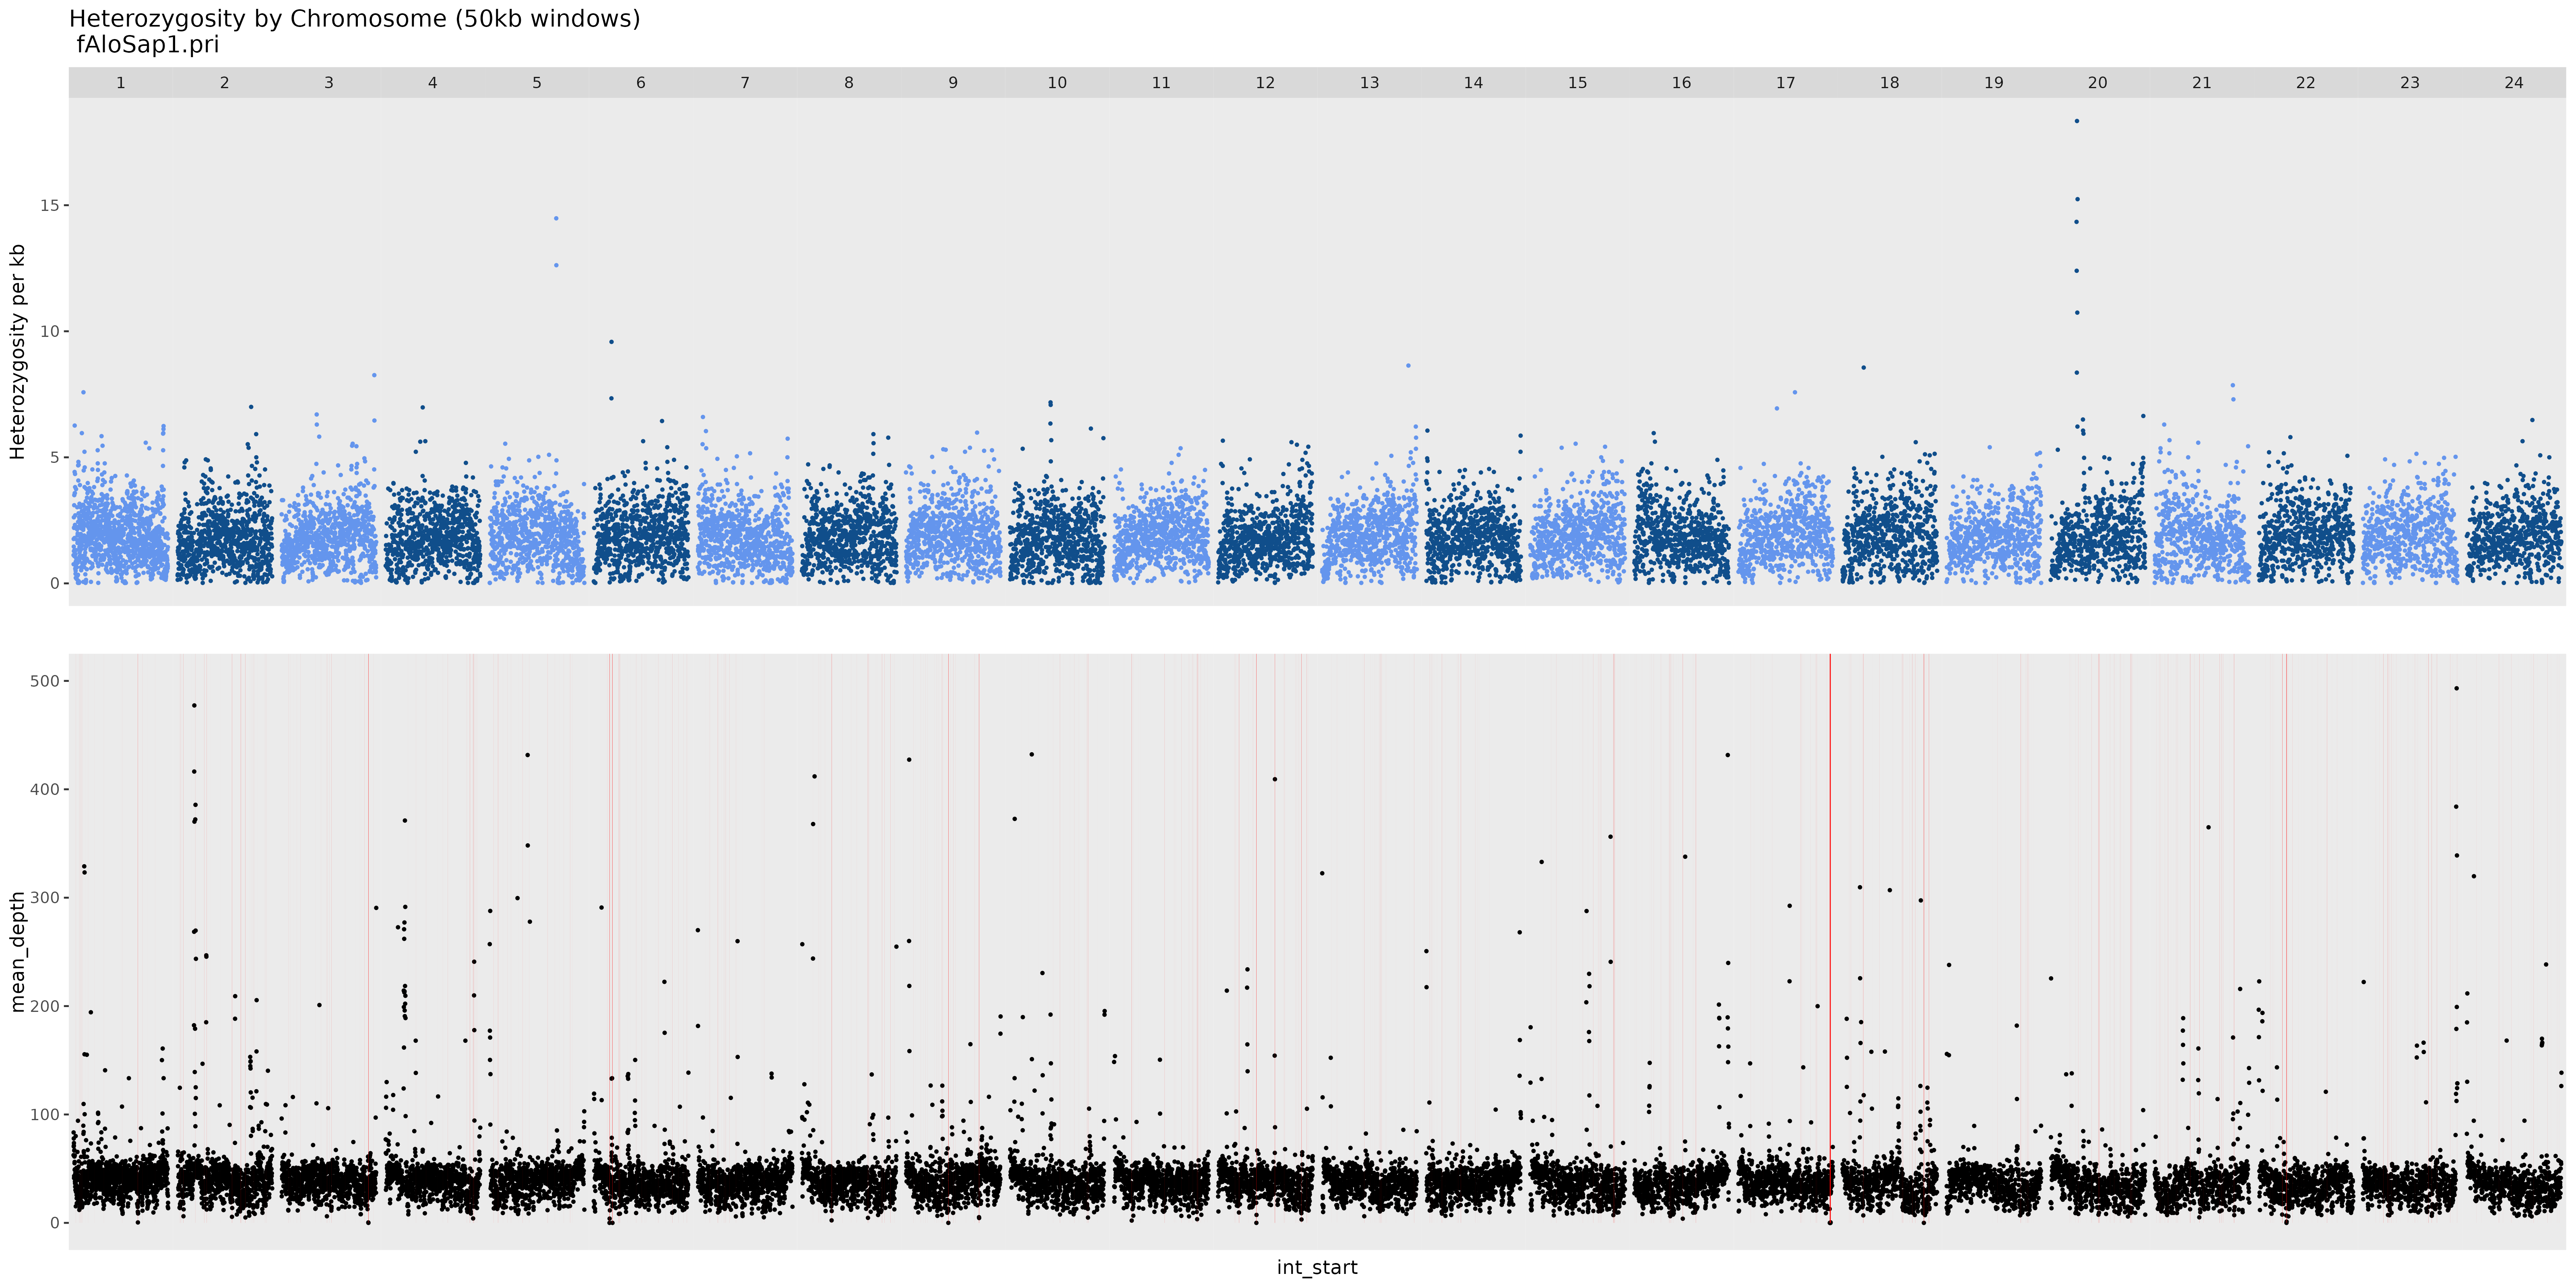 Heterozygosity by Chromosome (50kb windows)
fAloSap1.pri
1 2 3 4 5 6 7 8 9 10 11 12 13 14 15 16 17 18 19 20 21 22 23 24
Heterozygosity per kb
15
10
5
0
mean_depth
500
400
300
200
100
0
int_start